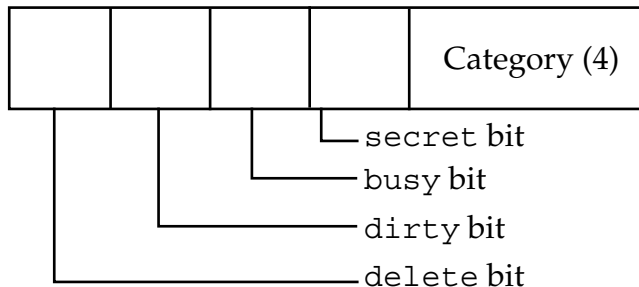 Category (4)
secret bit
busy bit
dirty bit
delete bit